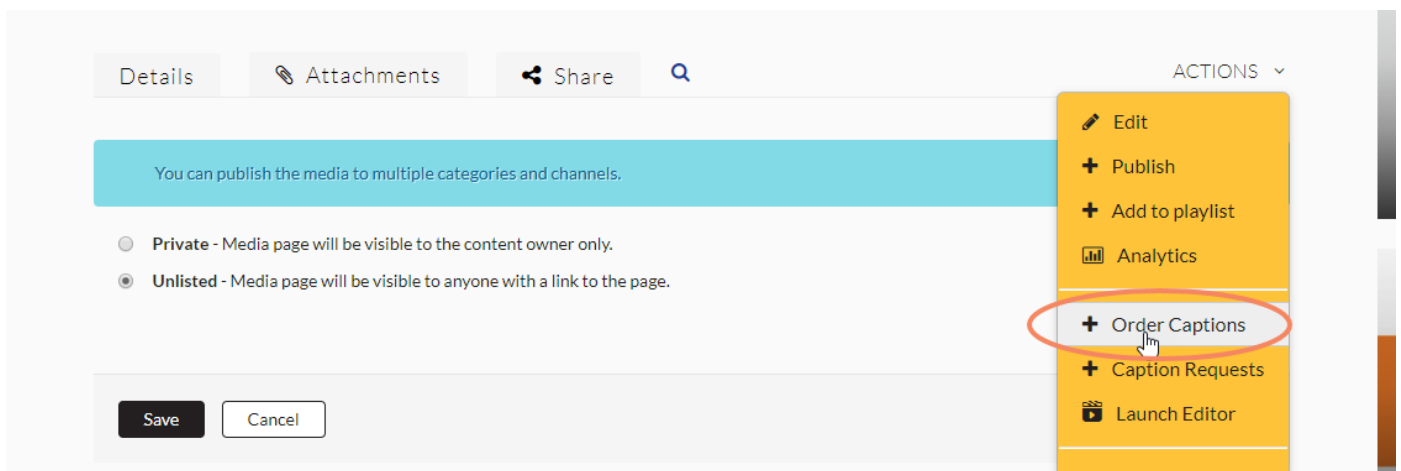 Details Attachments Share ACTIONS
Edit
You can publish the media to multiple categories and channels.
Publish
Add to playlist
Private - Media page will be visible to the content owner only.
Analytics
Unlisted - Media page will be visible to anyone with a link to the page.
Order Captions
Caption Requests
Save Cancel
Launch Editor